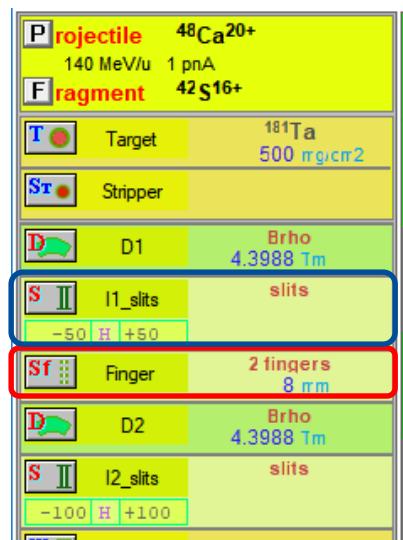 P rojectile 48Ca20+
140 MeV/u 1 pnA
F ragment 42S16+
T Target 181Ta
500 mg/cm2
ST Stripper
D D1 Brho
4.3988 Tm
S I1_slits slits
-50 H +50
Sf Finger 2 fingers
8 mm
D D2 Brho
4.3988 Tm
S I2_slits slits
-100 H +100